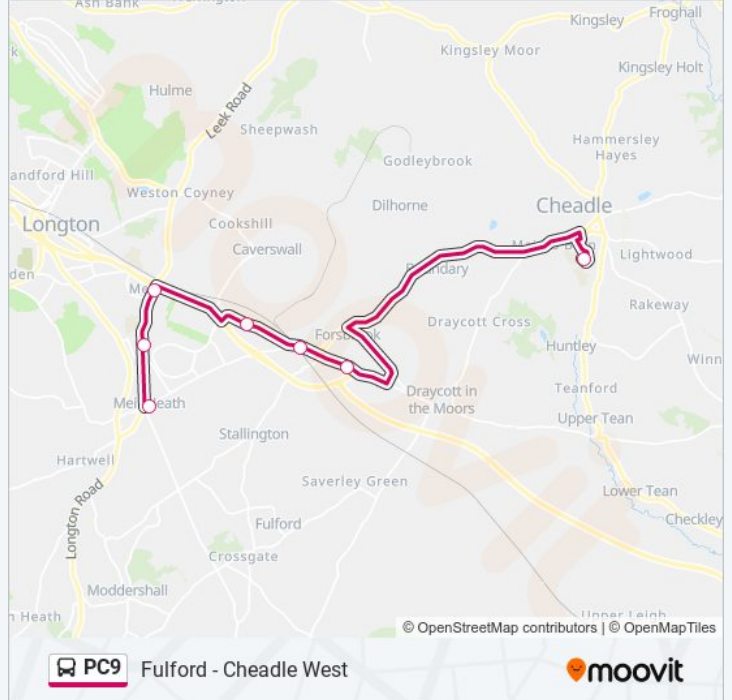 Ash Bank
Kingsley
Froghall
Kingsley Moor
Kingsley Holt
Hulme
Leek Road
Sheepwash
Hammersley
Hayes
Godleybrook
andford Hill
Weston Coyney
Dilhorne
Cheadle
Longton
Cookshill
Caverswall
Lightwood
den
Boundary
Rakeway
Draycott Cross
Huntley
Winn
Teanford
Draycott in
the Moors
Meir Heath
Upper Tean
Stallington
Hartwell
Saverley Green
Lower Tean
Longton Road
Fulford
Checkley
Crossgate
Moddershall
n Heath
Upper Leigh
© OpenStreetMap contributors | © OpenMapTiles
PC9 Fulford - Cheadle West
moovit